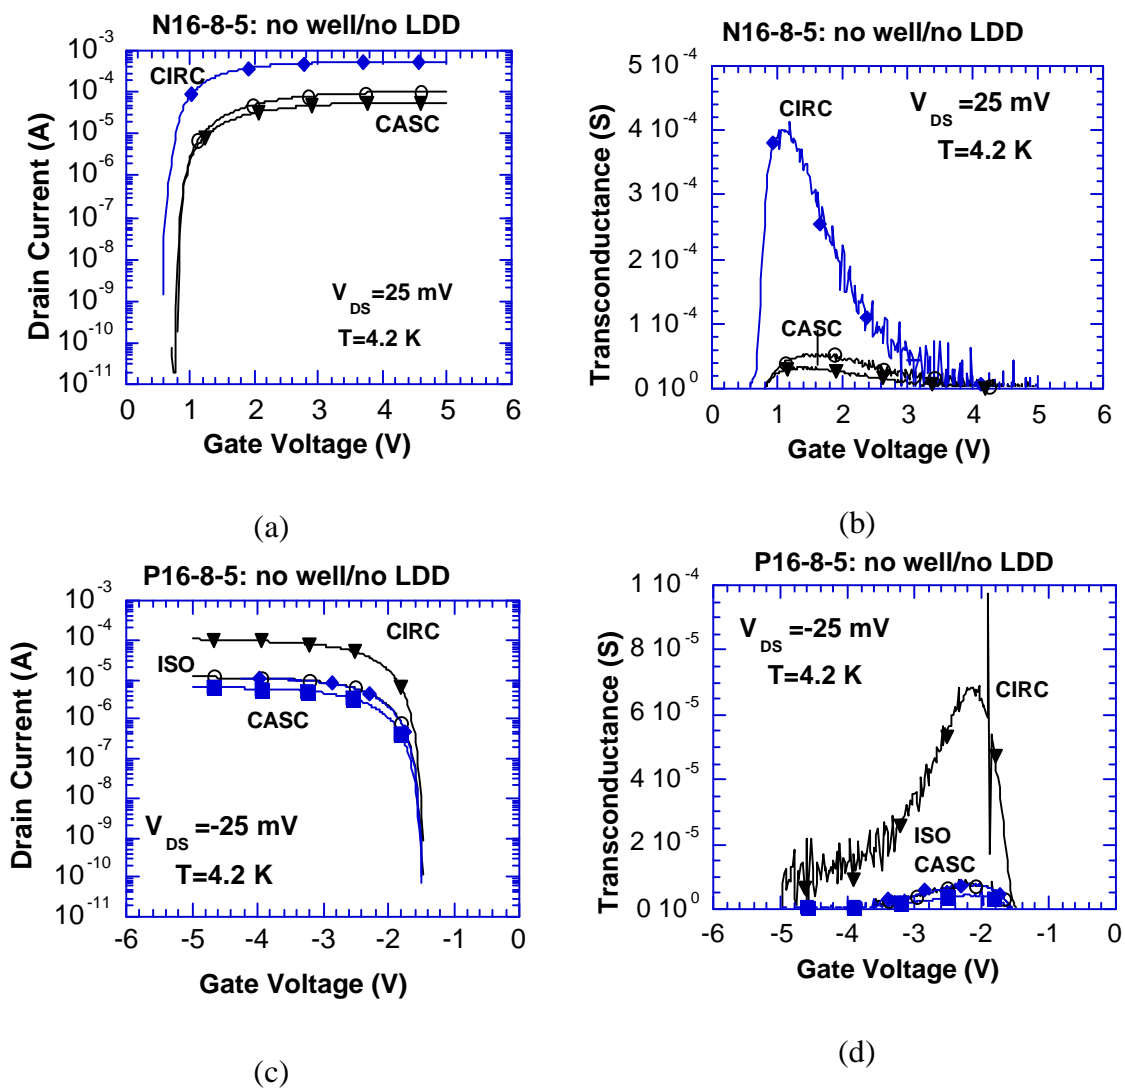 N16-8-5: no well/no LDD
10-3
10-4
10-5
10-6
10-7
10-8
10-9
10-10
10-11
Drain Current (A)
CIRC
CASC
V DS =25 mV
T=4.2 K
0 1 2 3 4 5 6
Gate Voltage (V)
(a)
N16-8-5: no well/no LDD
5 10-4
4 10-4
3 10-4
2 10-4
1 10-4
0 100
Transconductance (S)
CIRC
V DS =25 mV
T=4.2 K
CASC
0 1 2 3 4 5 6
Gate Voltage (V)
(b)
P16-8-5: no well/no LDD
10-3
10-4
10-5
10-6
10-7
10-8
10-9
10-10
10-11
Drain Current (A)
CIRC
ISO
CASC
V DS =-25 mV
T=4.2 K
-6 -5 -4 -3 -2 -1 0
Gate Voltage (V)
(c)
P16-8-5: no well/no LDD
1 10-4
8 10-5
6 10-5
4 10-5
2 10-5
0 100
Transconductance (S)
V DS =-25 mV
T=4.2 K
CIRC
ISO
CASC
-6 -5 -4 -3 -2 -1 0
Gate Voltage (V)
(d)